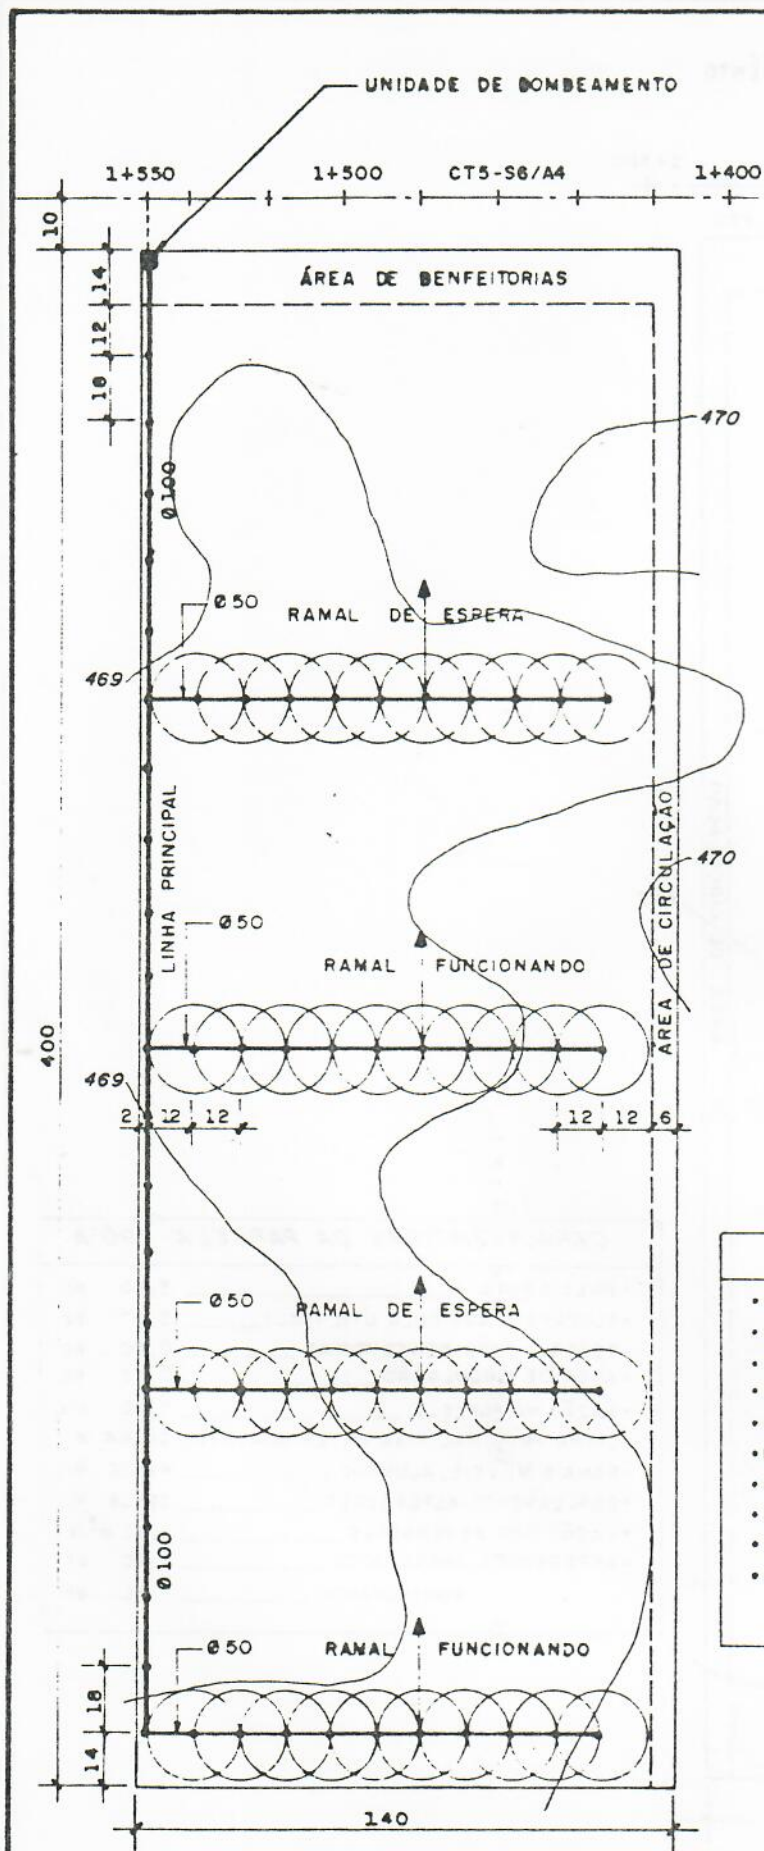 UNIDADE DE BOMBEAMENTO
1+550 1+500 CT5-S6/A4 1+400
10
14
ÁREA DE BENFEITORIAS
12
18
470
Ø100
Ø50
RAMAL DE ESPERA
469
LINHA PRINCIPAL
ÁREA DE CIRCULAÇÃO
470
Ø50
RAMAL FUNCIONANDO
400
469
2 12 12 12 12 6
Ø50
RAMAL DE ESPERA
Ø100
Ø50
RAMAL FUNCIONANDO
18
14
140